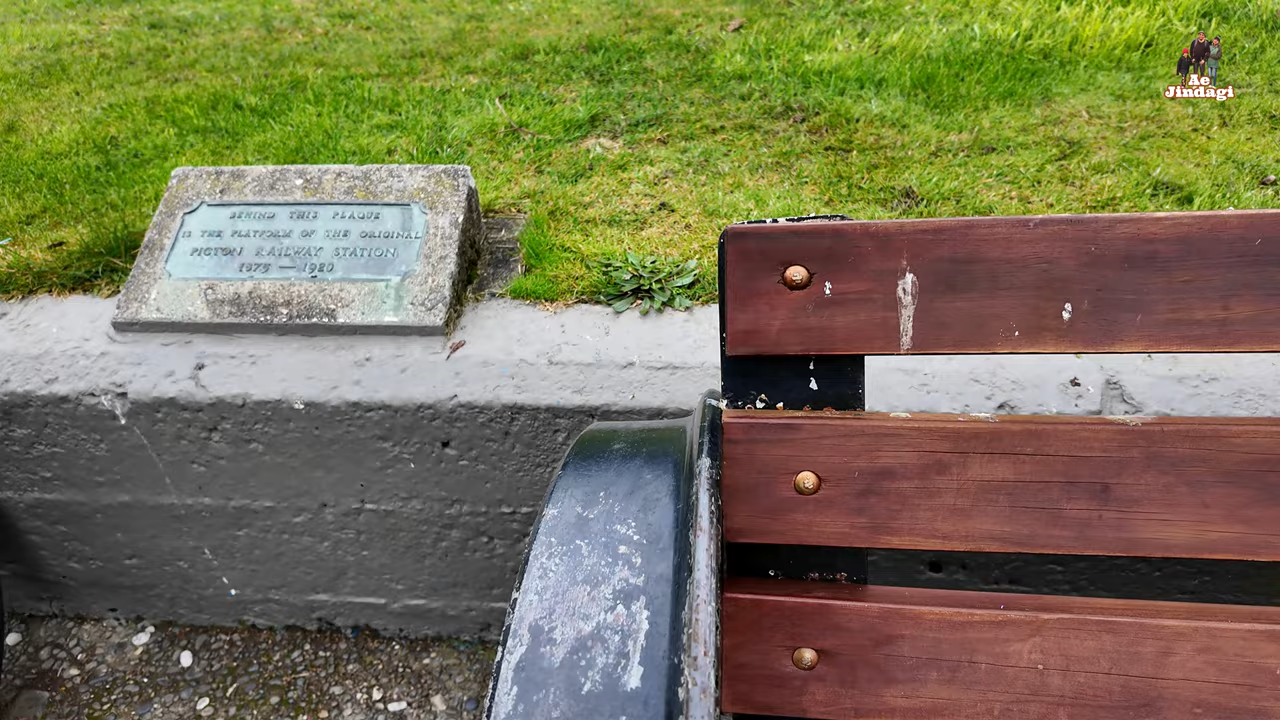 BEHIND THIS PLAQUE
IS THE PLATFORM OF THE ORIGINAL
PICTON RAILWAY STATION
1875 — 1920
Ae
Jindagi